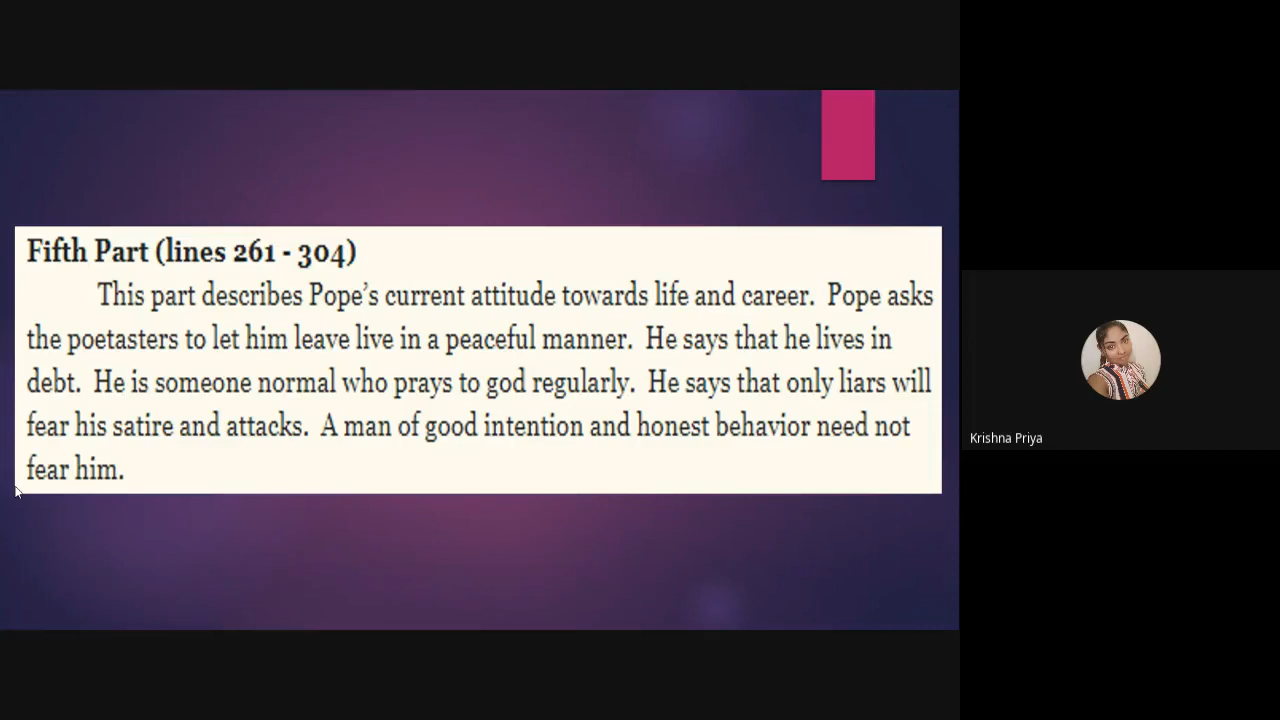 Fifth Part (lines 261 - 304)
This part describes Pope’s current attitude towards life and career. Pope asks
the poetasters to let him leave live in a peaceful manner. He says that he lives in
debt. He is someone normal who prays to god regularly. He says that only liars will
fear his satire and attacks. A man of good intention and honest behavior need not
fear him.
Krishna Priya